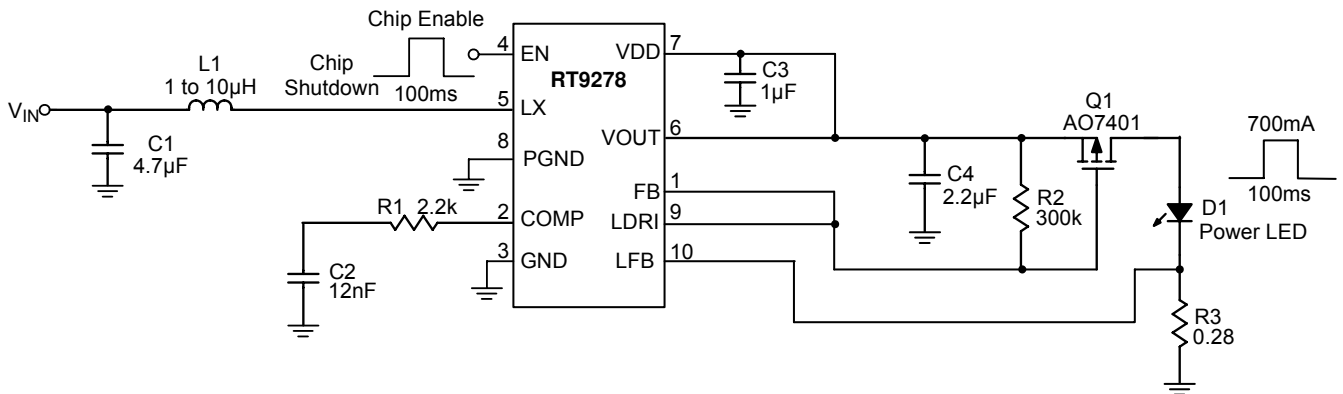 Chip Enable
Chip
Shutdown
100ms
L1
1 to 10µH
VIN
C1
4.7µF
R1 2.2k
C2
12nF
4
EN
5
LX
8
PGND
2
COMP
3
GND
RT9278
VDD
7
VOUT
6
FB
1
LDRI
9
LFB
10
C3
1µF
C4
2.2µF
R2
300k
Q1
AO7401
700mA
100ms
D1
Power LED
R3
0.28